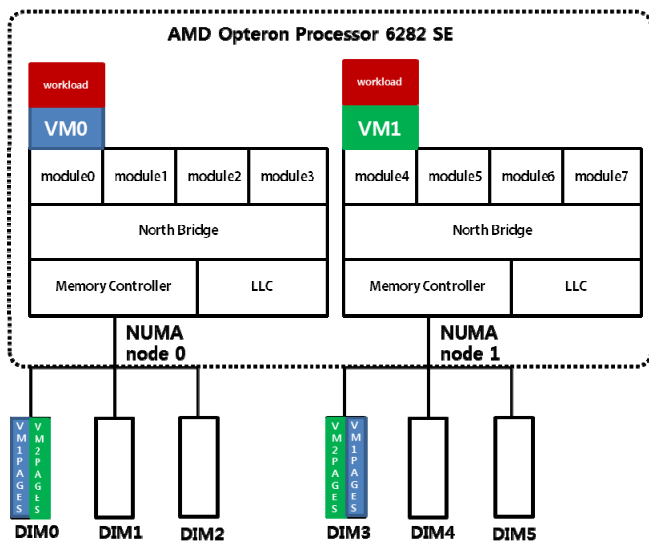 AMD Opteron Processor 6282 SE
workload
workload
VM0
VM1
module0 module1 module2 module3
module4 module5 module6 module7
North Bridge
North Bridge
Memory Controller LLC
Memory Controller LLC
NUMA
node 0
NUMA
node 1
VM1PAGES
VM2PAGES
VM2PAGES
VM1PAGES
DIM0 DIM1 DIM2
DIM3 DIM4 DIM5